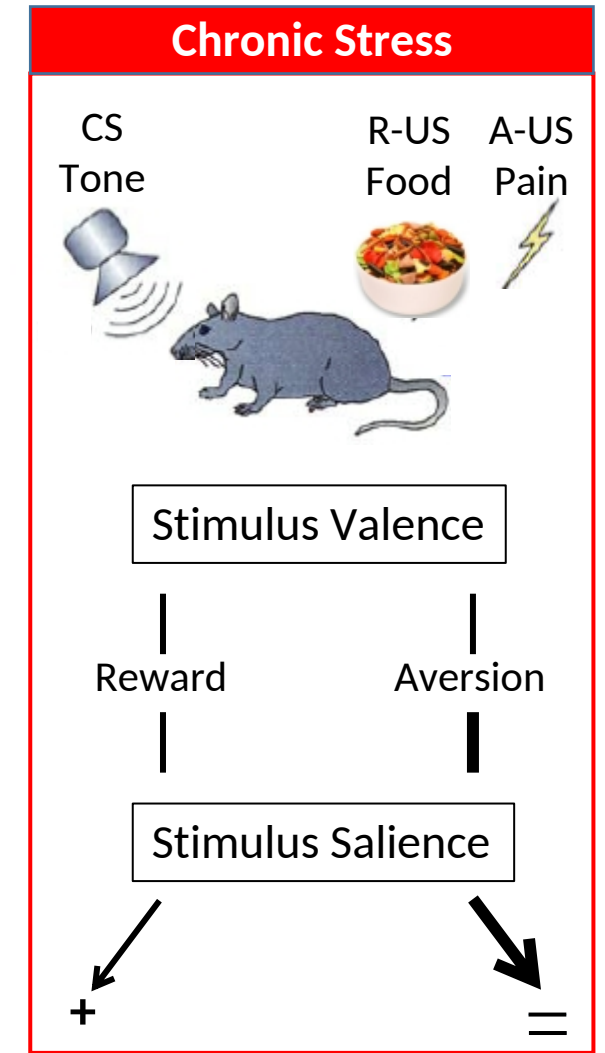 Chronic Stress
CS
Tone
R-US
Food
A-US
Pain
Stimulus Valence
Reward
Aversion
Stimulus Salience
+
=